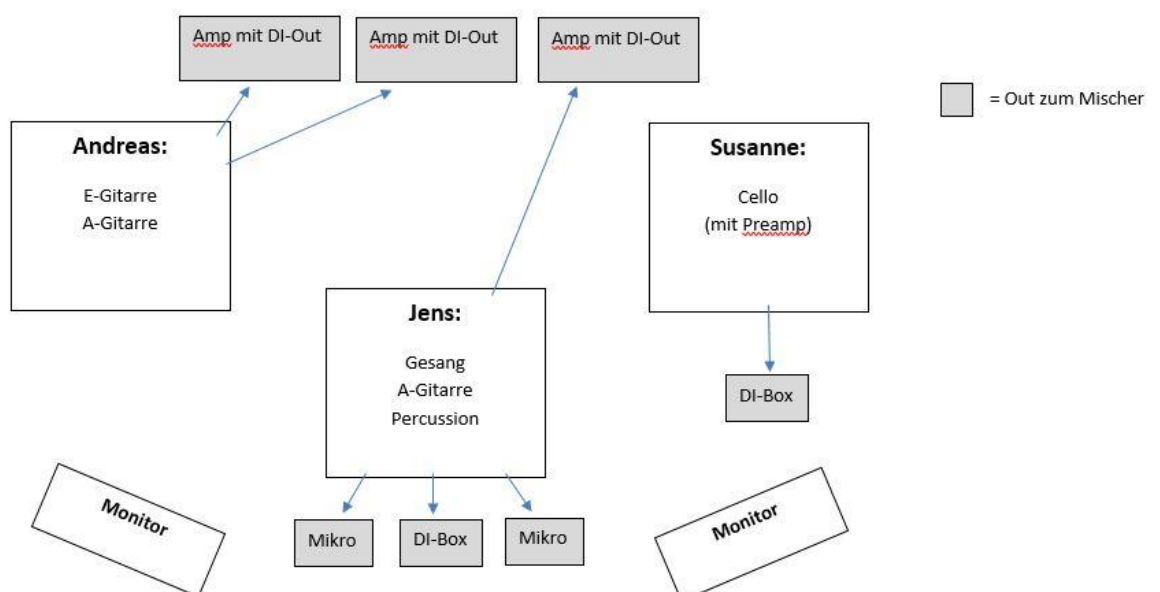 Amp mit DI-Out
Amp mit DI-Out
Amp mit DI-Out
= Out zum Mischer
Andreas:
E-Gitarre
A-Gitarre
Susanne:
Cello
(mit Preamp)
Jens:
Gesang
A-Gitarre
Percussion
DI-Box
Monitor
Mikro
DI-Box
Mikro
Monitor